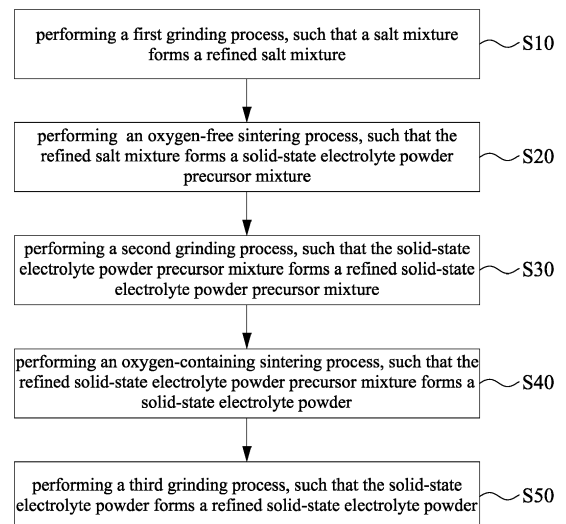 performing a first grinding process, such that a salt mixture
forms a refined salt mixture
S10
performing an oxygen-free sintering process, such that the
refined salt mixture forms a solid-state electrolyte powder
precursor mixture
S20
performing a second grinding process, such that the solid-state
electrolyte powder precursor mixture forms a refined solid-state
electrolyte powder precursor mixture
S30
performing an oxygen-containing sintering process, such that the
refined solid-state electrolyte powder precursor mixture forms a
solid-state electrolyte powder
S40
performing a third grinding process, such that the solid-state
electrolyte powder forms a refined solid-state electrolyte powder
S50